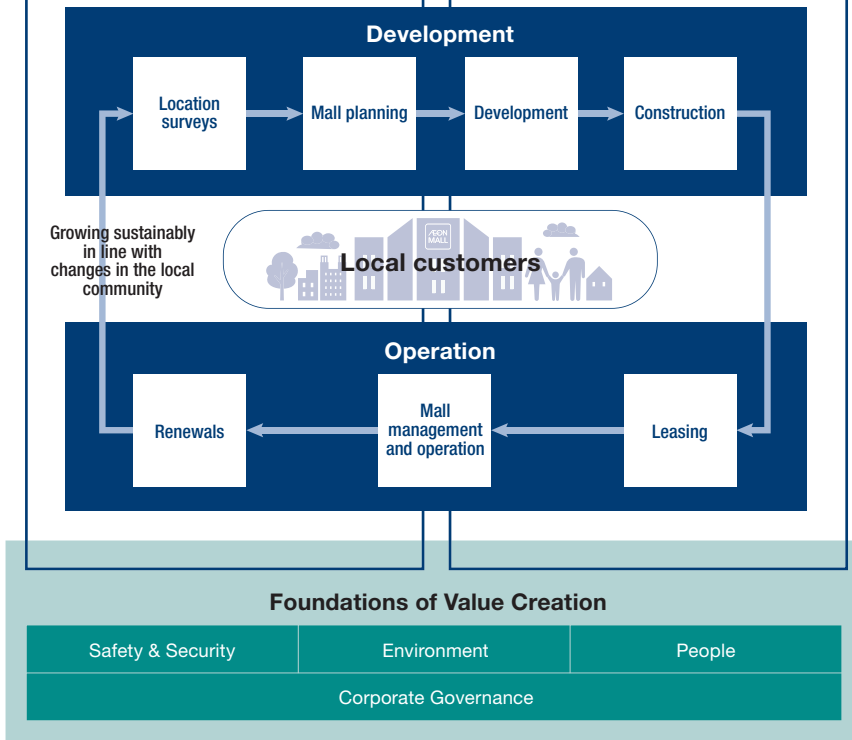 Development
Location
surveys
Mall planning
Development
Construction
Growing sustainably
in line with
changes in the local
community
ÆON
MALL
Local customers
Operation
Renewals
Mall
management
and operation
Leasing
Foundations of Value Creation
Safety & Security
Environment
People
Corporate Governance